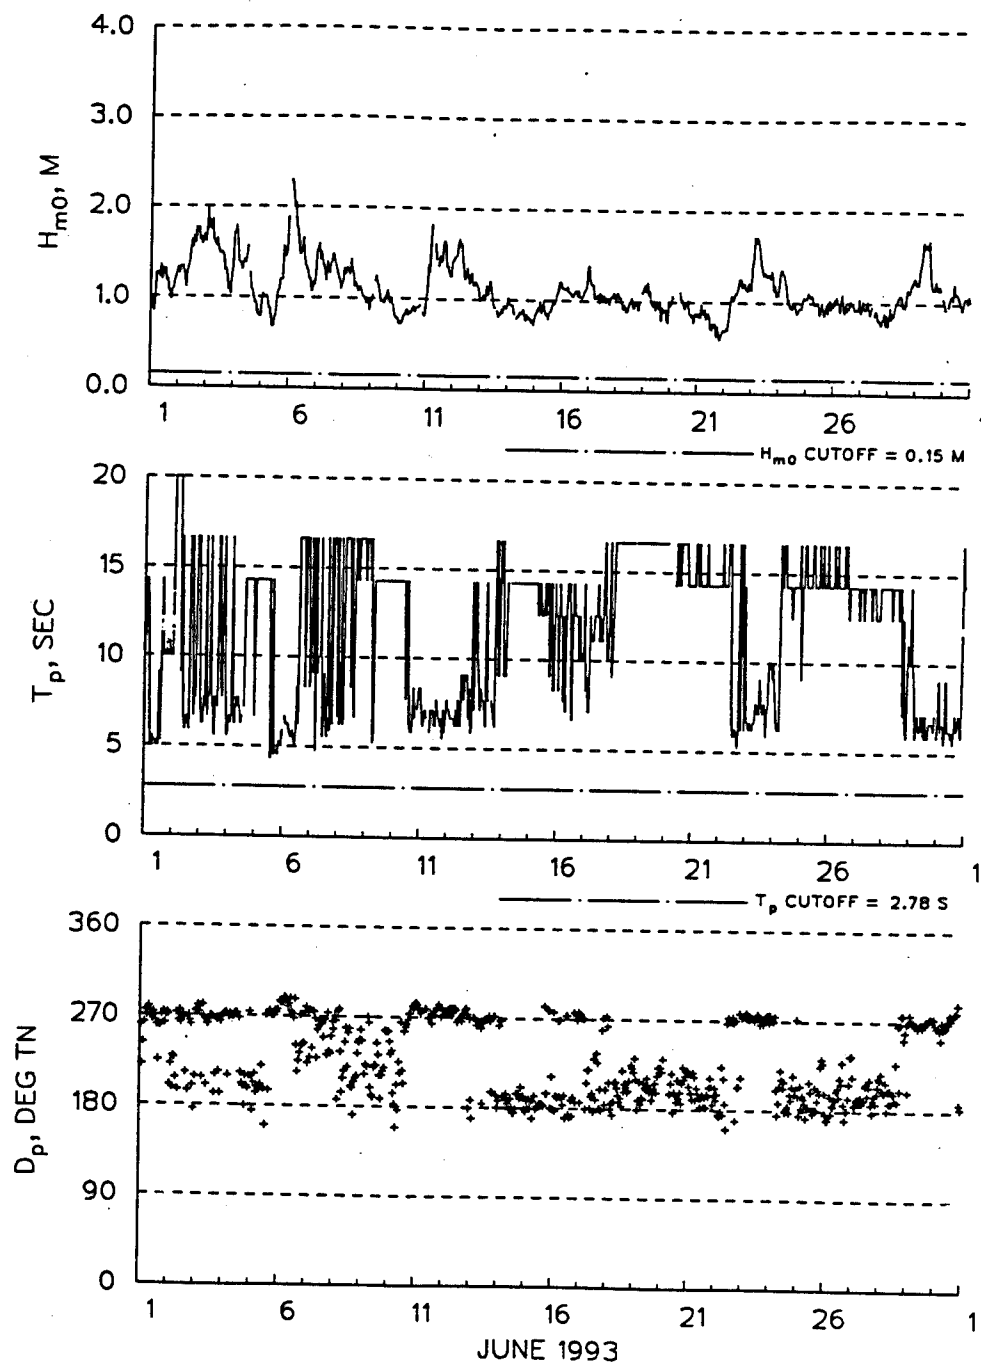 4.0
3.0
2.0
1.0
0.0
H_m0, M
1 6 11 16 21 26
H_m0 CUTOFF = 0.15 M
20
15
10
5
0
T_p, SEC
1 6 11 16 21 26 1
T_p CUTOFF = 2.78 S
360
270
180
90
0
D_p, DEG TN
1 6 11 16 21 26 1
JUNE 1993